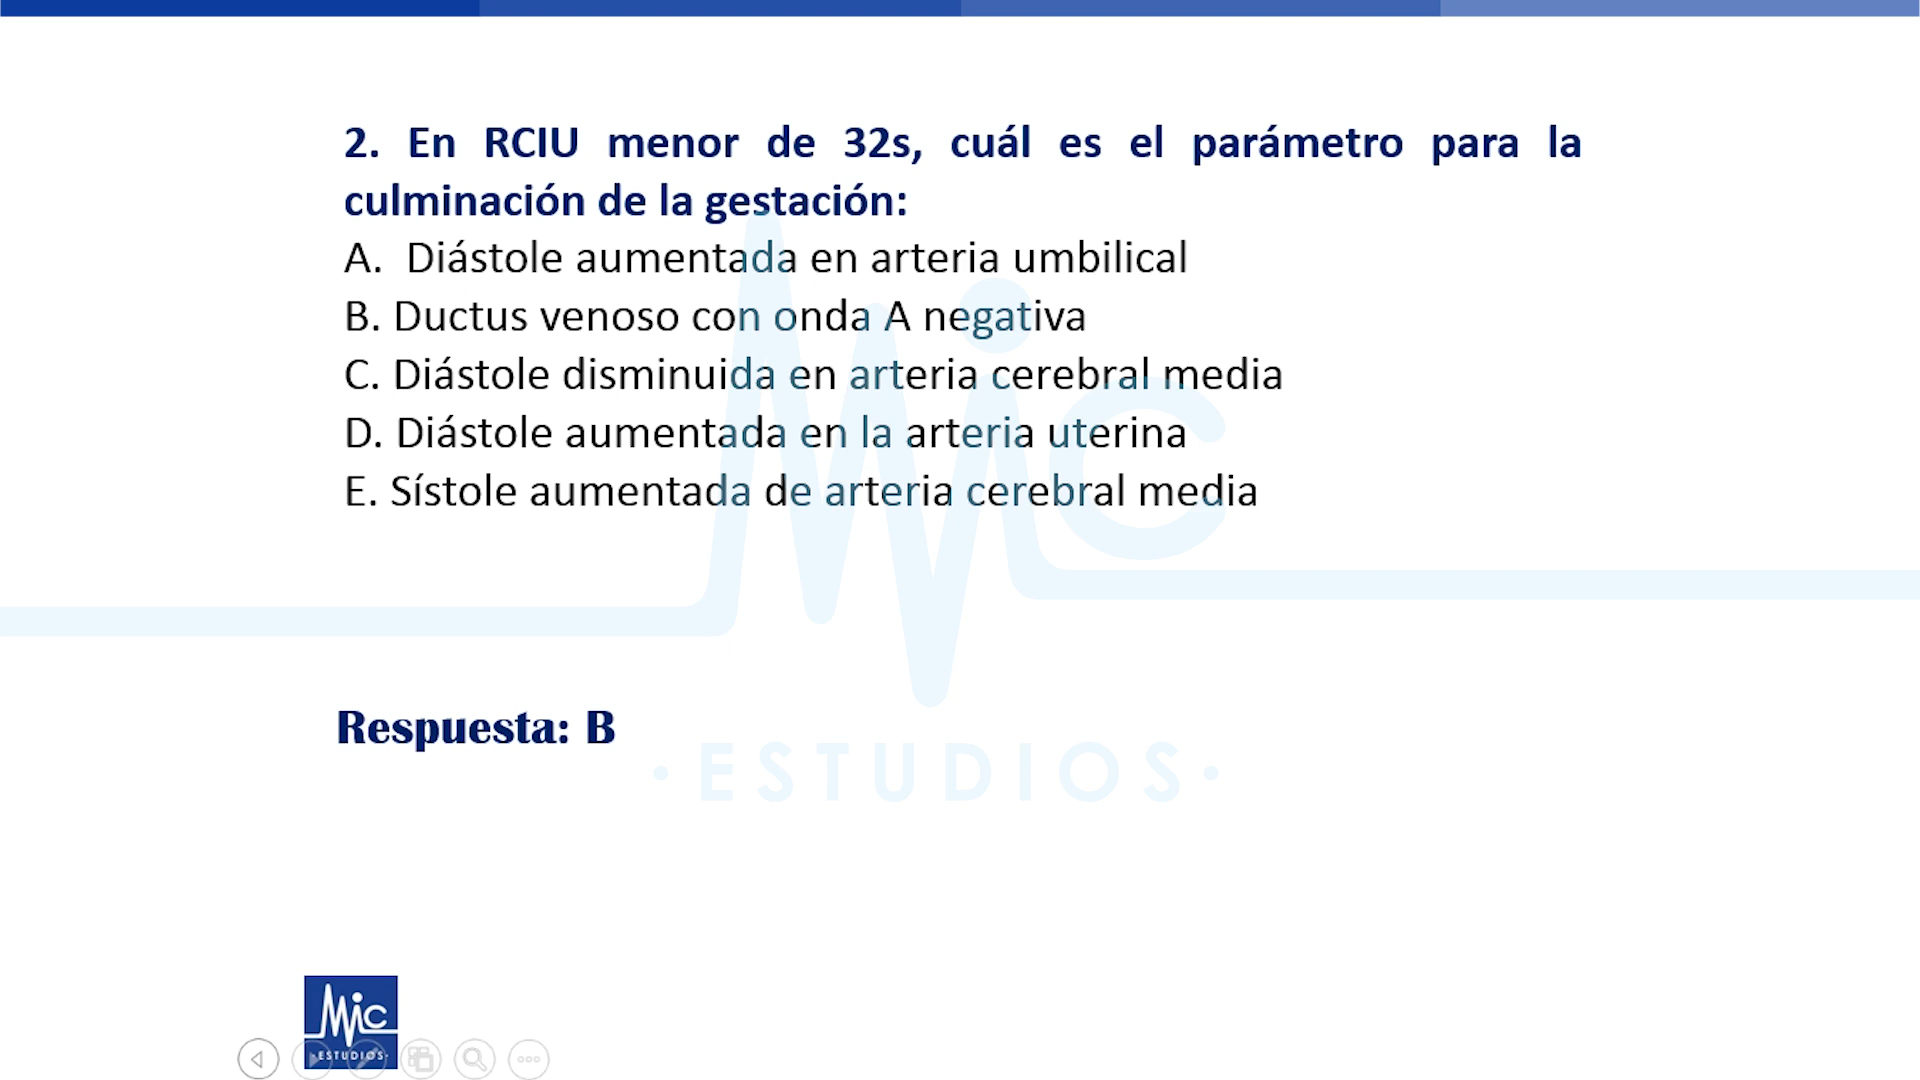 2. En RCIU menor de 32s, cuál es el parámetro para la
culminación de la gestación:
A. Diástole aumentada en arteria umbilical
B. Ductus venoso con onda A negativa
C. Diástole disminuida en arteria cerebral media
D. Diástole aumentada en la arteria uterina
E. Sístole aumentada de arteria cerebral media
Mic
Respuesta: B
· ESTUDIOS ·
Mic
·ESTUDIOS·